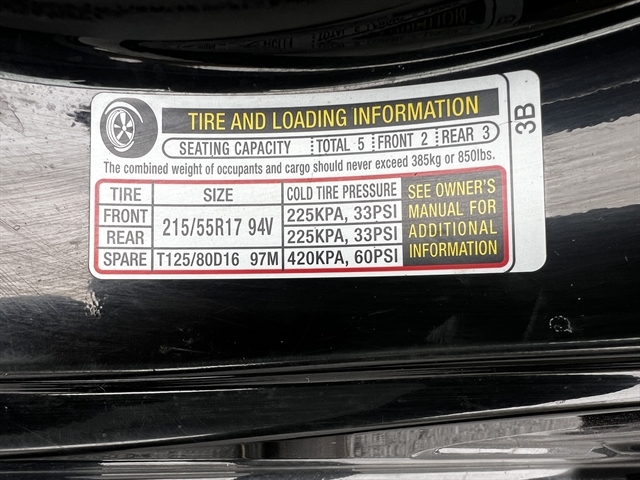 TIRE AND LOADING INFORMATION
SEATING CAPACITY TOTAL 5 FRONT 2 REAR 3
The combined weight of occupants and cargo should never exceed 385kg or 850lbs.
TIRE SIZE COLD TIRE PRESSURE
FRONT 215/55R17 94V 225KPA, 33PSI
REAR 225KPA, 33PSI
SPARE T125/80D16 97M 420KPA, 60PSI
SEE OWNER'S
MANUAL FOR
ADDITIONAL
INFORMATION
3B